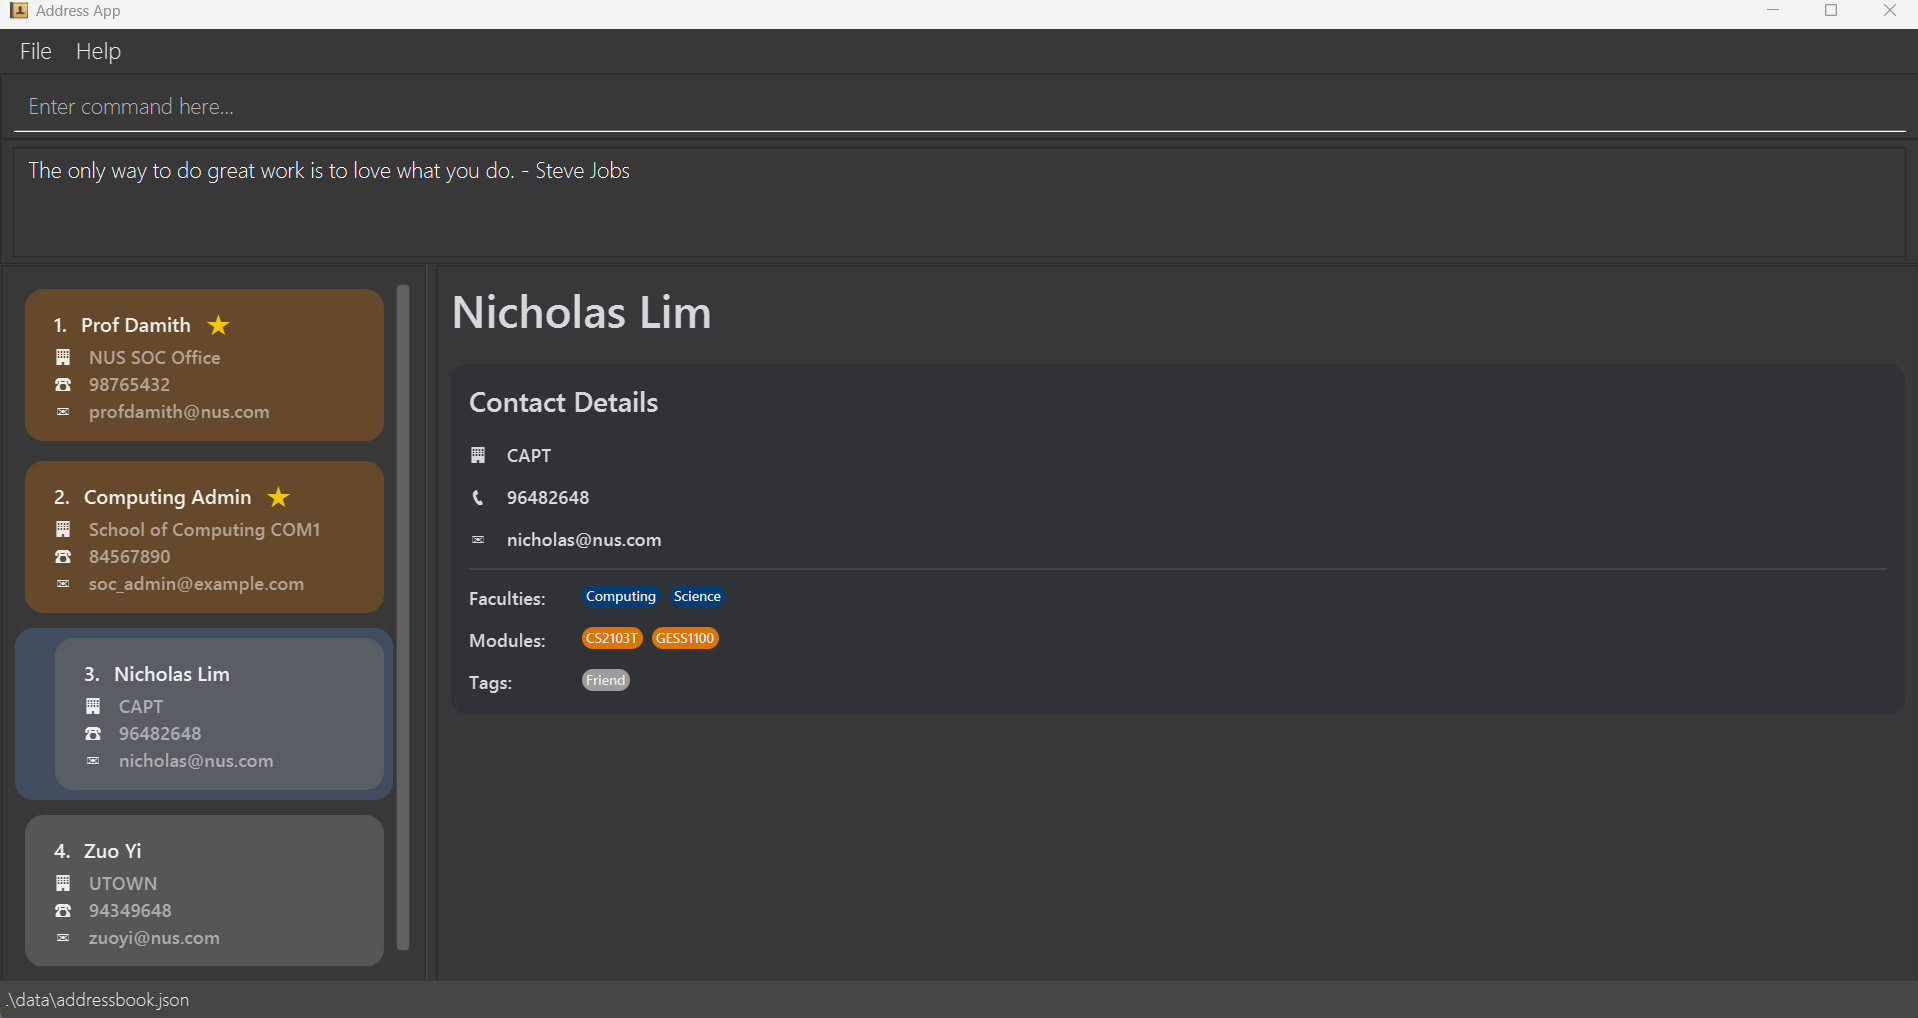 Address App
File Help
Enter command here...
The only way to do great work is to love what you do. - Steve Jobs
1. Prof Damith
NUS SOC Office
98765432
profdamith@nus.com
2. Computing Admin
School of Computing COM1
84567890
soc_admin@example.com
3. Nicholas Lim
CAPT
96482648
nicholas@nus.com
4. Zuo Yi
UTOWN
94349648
zuoyi@nus.com
Nicholas Lim
Contact Details
CAPT
96482648
nicholas@nus.com
Faculties: Computing Science
Modules: CS2103T GESS1100
Tags: Friend
.\data\addressbook.json